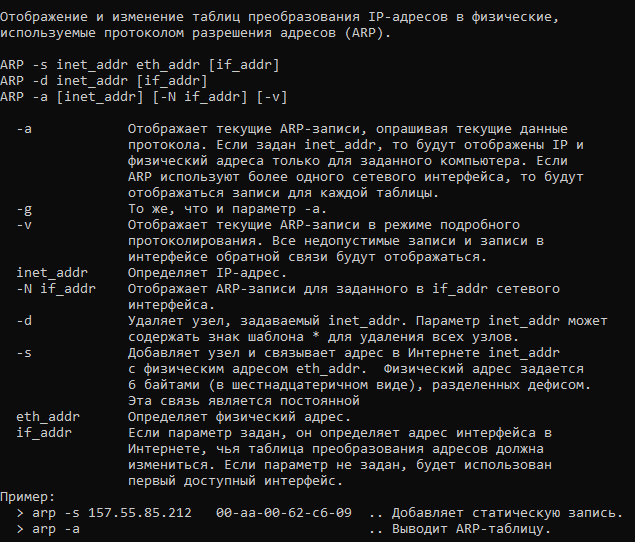 Отображение и изменение таблиц преобразования IP-адресов в физические,
используемые протоколом разрешения адресов (ARP).
ARP -s inet_addr eth_addr [if_addr]
ARP -d inet_addr [if_addr]
ARP -a [inet_addr] [-N if_addr] [-v]
-a Отображает текущие ARP-записи, опрашивая текущие данные
протокола. Если задан inet_addr, то будут отображены IP и
физический адреса только для заданного компьютера. Если
ARP используют более одного сетевого интерфейса, то будут
отображаться записи для каждой таблицы.
-g То же, что и параметр -a.
-v Отображает текущие ARP-записи в режиме подробного
протоколирования. Все недопустимые записи и записи в
интерфейсе обратной связи будут отображаться.
inet_addr Определяет IP-адрес.
-N if_addr Отображает ARP-записи для заданного в if_addr сетевого
интерфейса.
-d Удаляет узел, задаваемый inet_addr. Параметр inet_addr может
содержать знак шаблона * для удаления всех узлов.
-s Добавляет узел и связывает адрес в Интернете inet_addr
с физическим адресом eth_addr.  Физический адрес задается
6 байтами (в шестнадцатеричном виде), разделенных дефисом.
Эта связь является постоянной
eth_addr Определяет физический адрес.
if_addr Если параметр задан, он определяет адрес интерфейса в
Интернете, чья таблица преобразования адресов должна
измениться. Если параметр не задан, будет использован
первый доступный интерфейс.
Пример:
> arp -s 157.55.85.212   00-aa-00-62-c6-09  .. Добавляет статическую запись.
> arp -a                                    .. Выводит ARP-таблицу.